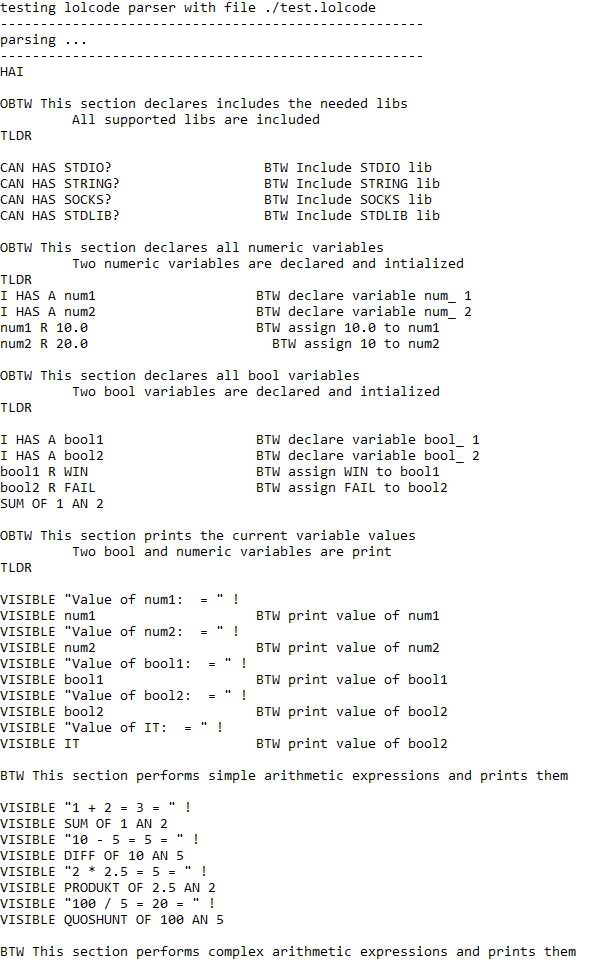 testing lolcode parser with file ./test.lolcode
-----------------------------------------------------
parsing ...
-----------------------------------------------------
HAI
OBTW This section declares includes the needed libs
All supported libs are included
TLDR
CAN HAS STDIO? BTW Include STDIO lib
CAN HAS STRING? BTW Include STRING lib
CAN HAS SOCKS? BTW Include SOCKS lib
CAN HAS STDLIB? BTW Include STDLIB lib
OBTW This section declares all numeric variables
Two numeric variables are declared and intialized
TLDR
I HAS A num1 BTW declare variable num_ 1
I HAS A num2 BTW declare variable num_ 2
num1 R 10.0 BTW assign 10.0 to num1
num2 R 20.0 BTW assign 10 to num2
OBTW This section declares all bool variables
Two bool variables are declared and intialized
TLDR
I HAS A bool1 BTW declare variable bool_ 1
I HAS A bool2 BTW declare variable bool_ 2
bool1 R WIN BTW assign WIN to bool1
bool2 R FAIL BTW assign FAIL to bool2
SUM OF 1 AN 2
OBTW This section prints the current variable values
Two bool and numeric variables are print
TLDR
VISIBLE "Value of num1:  = " !
VISIBLE num1 BTW print value of num1
VISIBLE "Value of num2:  = " !
VISIBLE num2 BTW print value of num2
VISIBLE "Value of bool1:  = " !
VISIBLE bool1 BTW print value of bool1
VISIBLE "Value of bool2:  = " !
VISIBLE bool2 BTW print value of bool2
VISIBLE "Value of IT:  = " !
VISIBLE IT BTW print value of bool2
BTW This section performs simple arithmetic expressions and prints them
VISIBLE "1 + 2 = 3 = " !
VISIBLE SUM OF 1 AN 2
VISIBLE "10 - 5 = 5 = " !
VISIBLE DIFF OF 10 AN 5
VISIBLE "2 * 2.5 = 5 = " !
VISIBLE PRODUKT OF 2.5 AN 2
VISIBLE "100 / 5 = 20 = " !
VISIBLE QUOSHUNT OF 100 AN 5
BTW This section performs complex arithmetic expressions and prints them